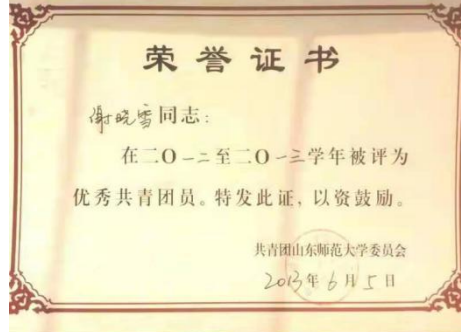 荣誉证书
谢晓雪同志：
在二O一二至二O一三学年被评为
优秀共青团员。特发此证，以资鼓励。
共青团山东师范大学委员会
2013年6月5日